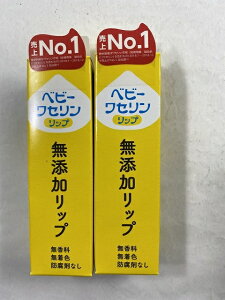 売上
No.1
ベビー
ワセリン
リップ
無添加リップ
無香料
無着色
防腐剤なし
売上
No.1
ベビー
ワセリン
リップ
無添加リップ
無香料
無着色
防腐剤なし